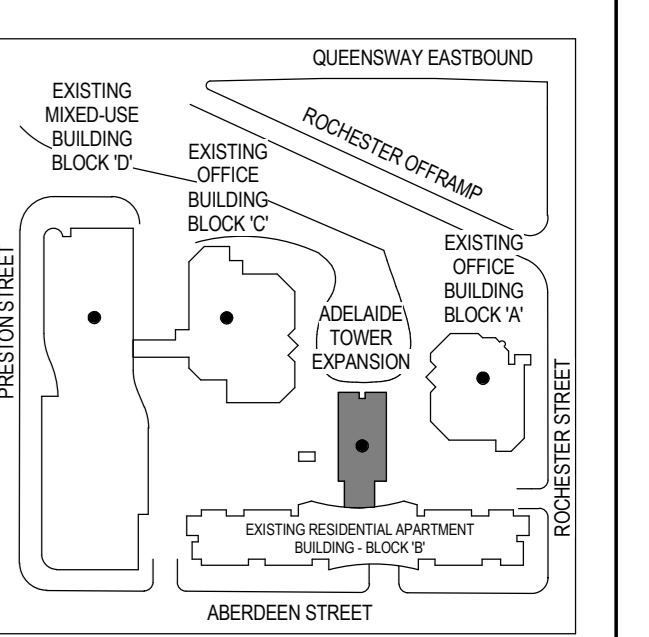 QUEENSWAY EASTBOUND
EXISTING
MIXED-USE
BUILDING
BLOCK 'D'
ROCHESTER OFFRAMP
EXISTING
OFFICE
BUILDING
BLOCK 'C'
EXISTING
OFFICE
BUILDING
BLOCK 'A'
PRESTON STREET
ADELAIDE
TOWER
EXPANSION
ROCHESTER STREET
EXISTING RESIDENTIAL APARTMENT
BUILDING - BLOCK 'B'
ABERDEEN STREET